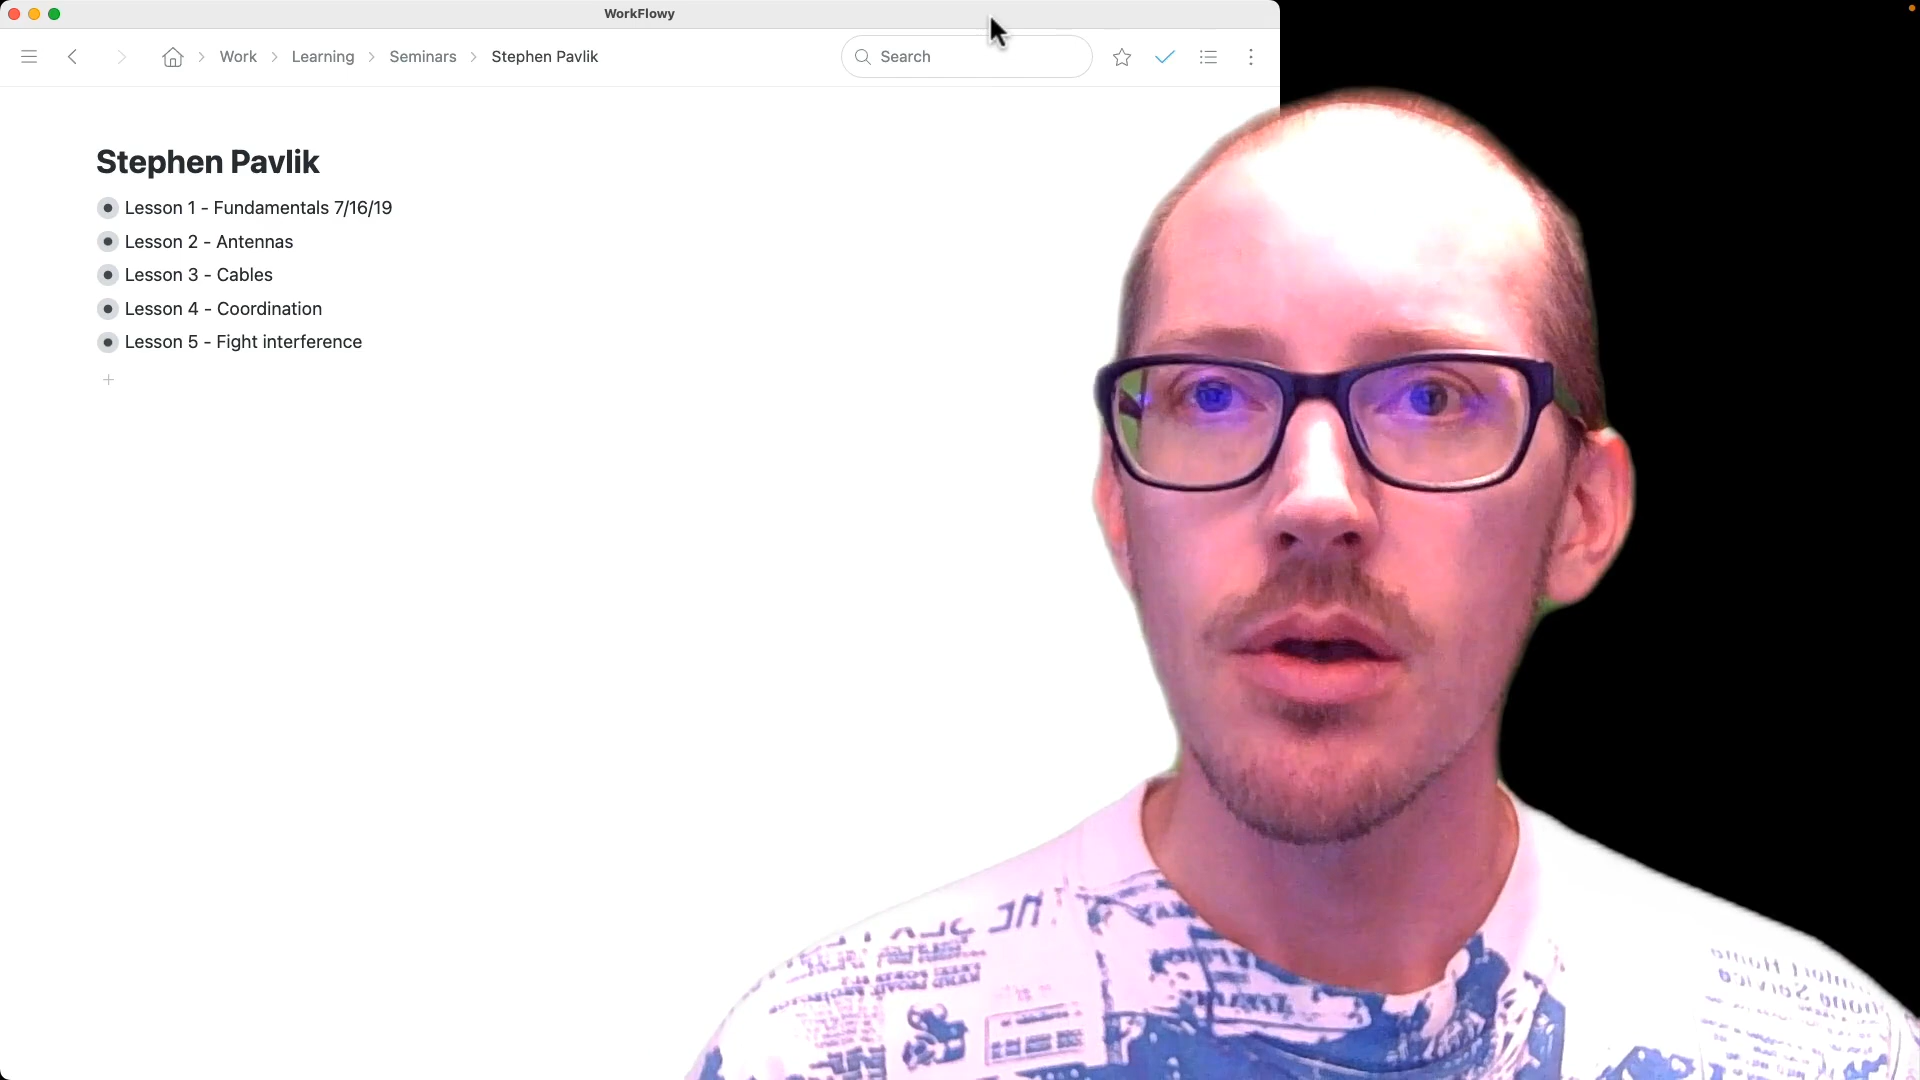 WorkFlowy
Work
Learning
Seminars
Stephen Pavlik
Search
Stephen Pavlik
Lesson 1 - Fundamentals 7/16/19
Lesson 2 - Antennas
Lesson 3 - Cables
Lesson 4 - Coordination
Lesson 5 - Fight interference